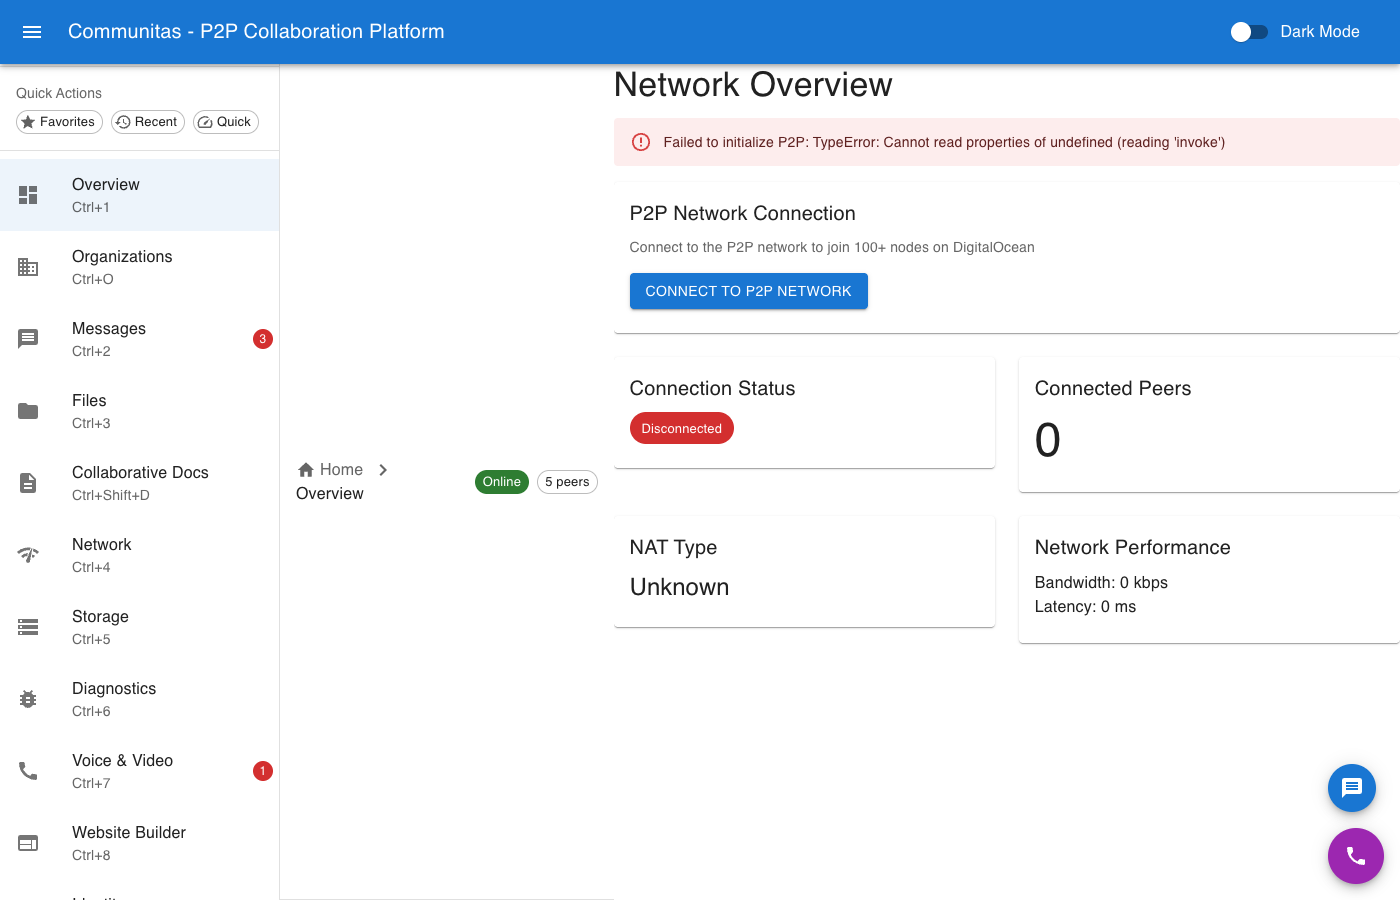 Communitas - P2P Collaboration Platform
Dark Mode
Quick Actions
Favorites
Recent
Quick
Overview
Ctrl+1
Organizations
Ctrl+O
Messages
Ctrl+2
3
Files
Ctrl+3
Collaborative Docs
Ctrl+Shift+D
Network
Ctrl+4
Storage
Ctrl+5
Diagnostics
Ctrl+6
Voice & Video
Ctrl+7
1
Website Builder
Ctrl+8
Home
Overview
Online
5 peers
Network Overview
Failed to initialize P2P: TypeError: Cannot read properties of undefined (reading 'invoke')
P2P Network Connection
Connect to the P2P network to join 100+ nodes on DigitalOcean
CONNECT TO P2P NETWORK
Connection Status
Disconnected
Connected Peers
0
NAT Type
Unknown
Network Performance
Bandwidth: 0 kbps
Latency: 0 ms